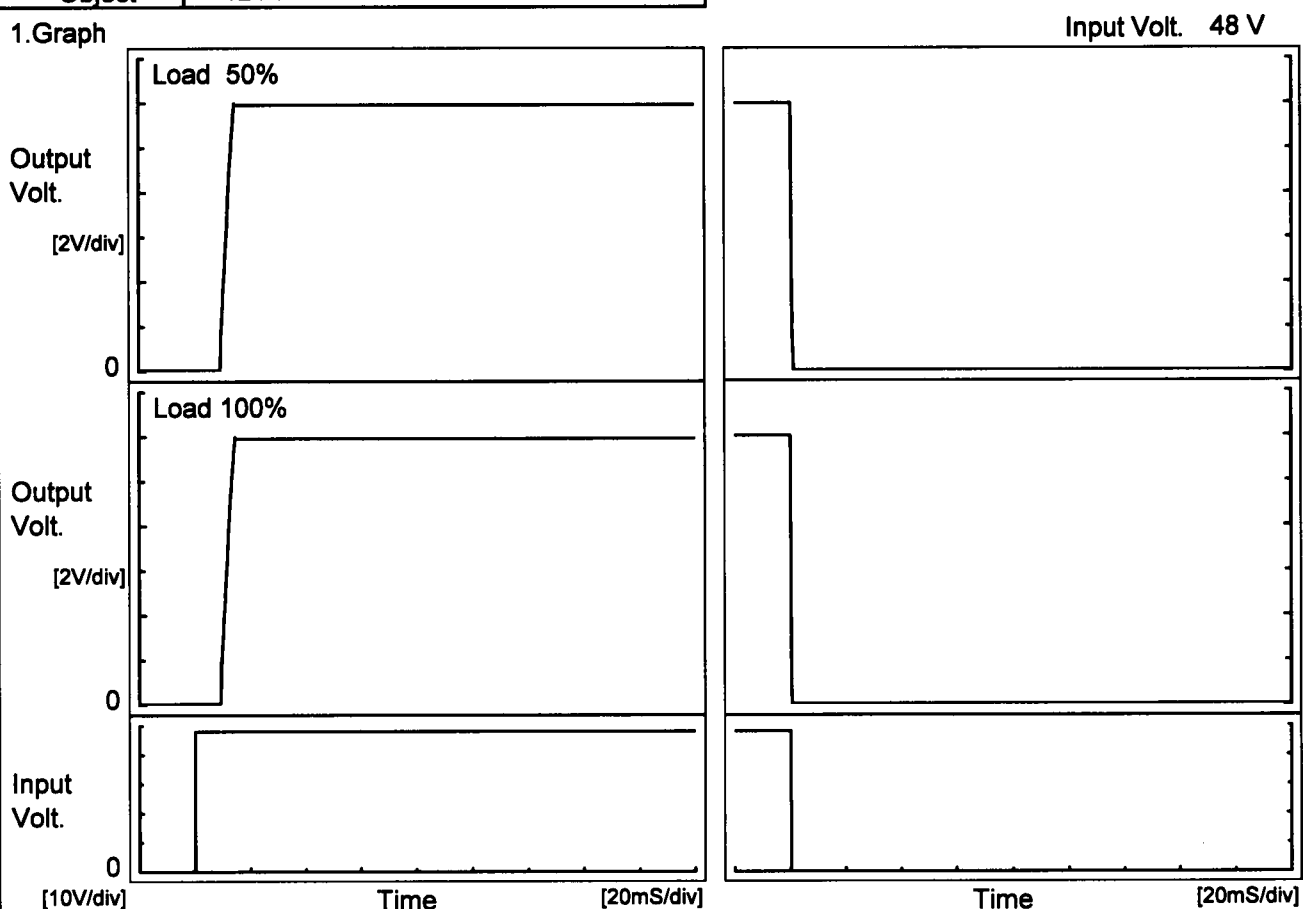 Object
1.Graph
Input Volt. 48 V
Load 50%
Output
Volt.
[2V/div]
0
Load 100%
Output
Volt.
[2V/div]
0
Input
Volt.
0
[10V/div]
Time
[20mS/div]
Time
[20mS/div]